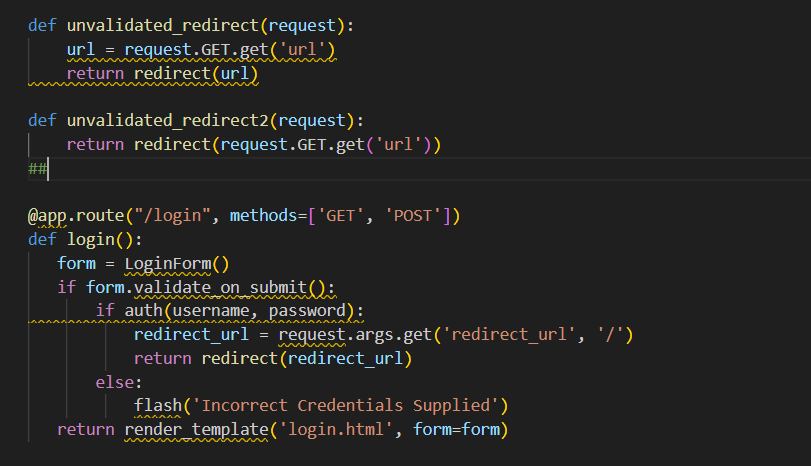 def unvalidated_redirect(request):
    url = request.GET.get('url')
    return redirect(url)
def unvalidated_redirect2(request):
    return redirect(request.GET.get('url'))
##
@app.route("/login", methods=['GET', 'POST'])
def login():
   form = LoginForm()
   if form.validate_on_submit():
       if auth(username, password):
           redirect_url = request.args.get('redirect_url', '/')
           return redirect(redirect_url)
       else:
           flash('Incorrect Credentials Supplied')
   return render_template('login.html', form=form)